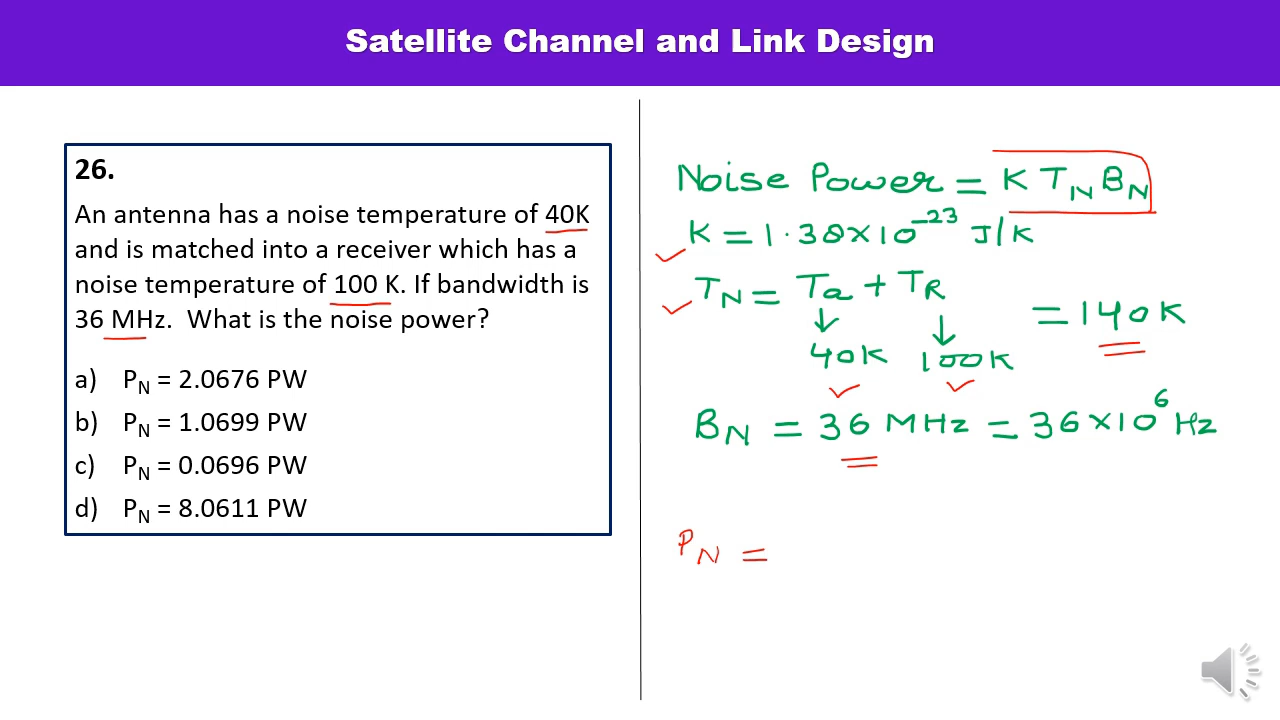 Satellite Channel and Link Design
26.
An antenna has a noise temperature of 40K
and is matched into a receiver which has a
noise temperature of 100 K. If bandwidth is
36 MHz. What is the noise power?
a) PN = 2.0676 PW
b) PN = 1.0699 PW
c) PN = 0.0696 PW
d) PN = 8.0611 PW
Noise Power = K TN BN
K = 1.38×10^-23 J/K
TN = Ta + TR = 140K
↓ ↓
40K 100K
BN = 36 MHz = 36×10^6 Hz
PN =